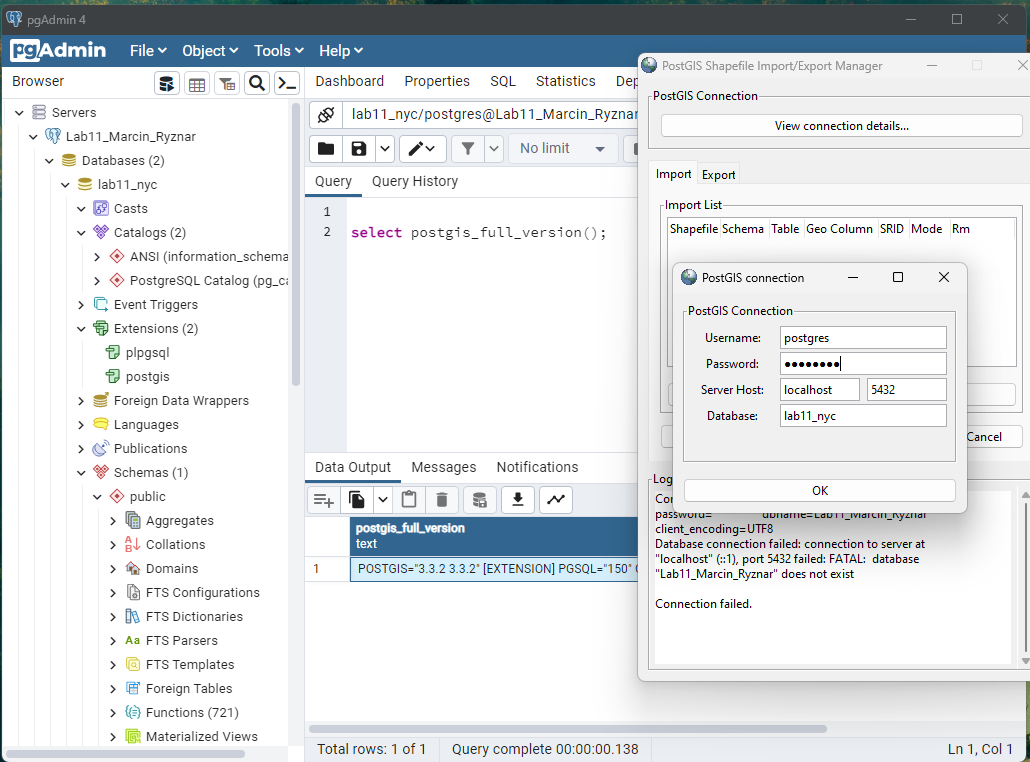 pgAdmin 4
pgAdmin
File
Object
Tools
Help
Browser
Servers
Lab11_Marcin_Ryznar
Databases (2)
lab11_nyc
Casts
Catalogs (2)
ANSI (information_schema
PostgreSQL Catalog (pg_ca
Event Triggers
Extensions (2)
plpgsql
postgis
Foreign Data Wrappers
Languages
Publications
Schemas (1)
public
Aggregates
Collations
Domains
FTS Configurations
FTS Dictionaries
FTS Parsers
FTS Templates
Foreign Tables
Functions (721)
Materialized Views
Dashboard Properties SQL Statistics Dep
lab11_nyc/postgres@Lab11_Marcin_Ryznar
No limit
Query Query History
1
2 select postgis_full_version();
Data Output Messages Notifications
postgis_full_version
text
1 POSTGIS="3.3.2 3.3.2" [EXTENSION] PGSQL="150"
Total rows: 1 of 1 Query complete 00:00:00.138 Ln 1, Col 1
PostGIS Shapefile Import/Export Manager
PostGIS Connection
View connection details...
Import Export
Import List
Shapefile Schema Table Geo Column SRID Mode Rm
PostGIS connection
PostGIS Connection
Username: postgres
Password: ●●●●●●●●
Server Host: localhost 5432
Database: lab11_nyc
OK
Cancel
Log
password= dbname=Lab11_Marcin_Ryznar
client_encoding=UTF8
Database connection failed: connection to server at
"localhost" (::1), port 5432 failed: FATAL: database
"Lab11_Marcin_Ryznar" does not exist
Connection failed.